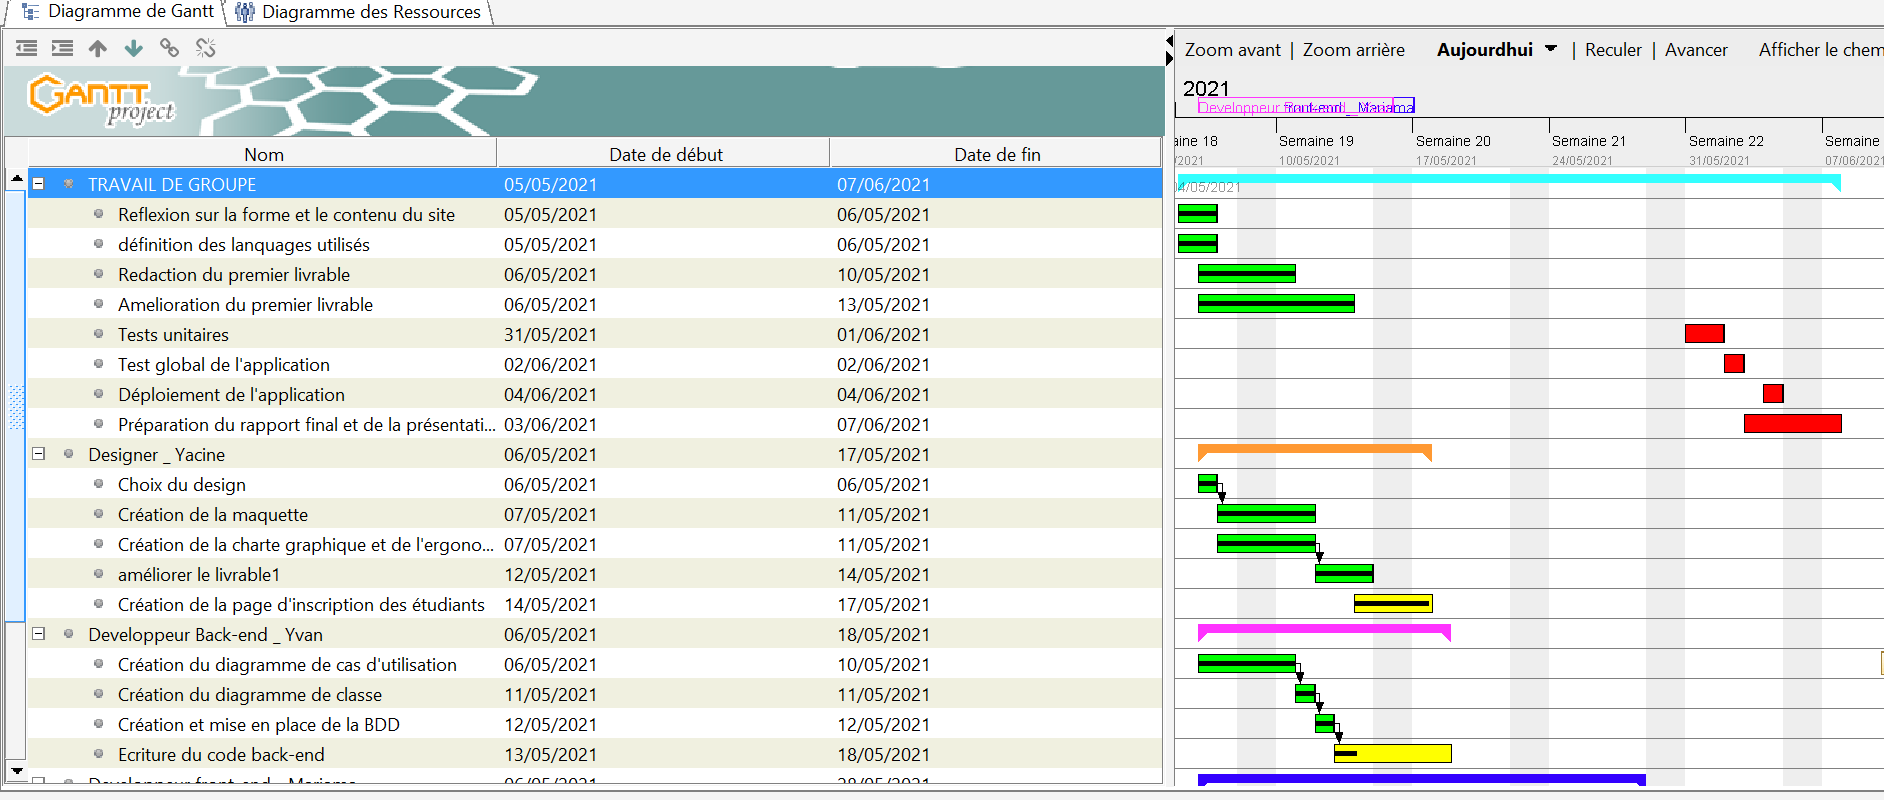 Diagramme de Gantt Diagramme des Ressources
Zoom avant | Zoom arrière Aujourdhui | Reculer | Avancer Afficher le chem
GANTT project
2021
Developpeur front-end _ Mariama
Nom Date de début Date de fin
aine 18 Semaine 19 Semaine 20 Semaine 21 Semaine 22 Semaine
/2021 10/05/2021 17/05/2021 24/05/2021 31/05/2021 07/06/2021
TRAVAIL DE GROUPE 05/05/2021 07/06/2021 04/05/2021
Reflexion sur la forme et le contenu du site 05/05/2021 06/05/2021
définition des lanquages utilisés 05/05/2021 06/05/2021
Redaction du premier livrable 06/05/2021 10/05/2021
Amelioration du premier livrable 06/05/2021 13/05/2021
Tests unitaires 31/05/2021 01/06/2021
Test global de l'application 02/06/2021 02/06/2021
Déploiement de l'application 04/06/2021 04/06/2021
Préparation du rapport final et de la présentati... 03/06/2021 07/06/2021
Designer _ Yacine 06/05/2021 17/05/2021
Choix du design 06/05/2021 06/05/2021
Création de la maquette 07/05/2021 11/05/2021
Création de la charte graphique et de l'ergono... 07/05/2021 11/05/2021
améliorer le livrable1 12/05/2021 14/05/2021
Création de la page d'inscription des étudiants 14/05/2021 17/05/2021
Developpeur Back-end _ Yvan 06/05/2021 18/05/2021
Création du diagramme de cas d'utilisation 06/05/2021 10/05/2021
Création du diagramme de classe 11/05/2021 11/05/2021
Création et mise en place de la BDD 12/05/2021 12/05/2021
Ecriture du code back-end 13/05/2021 18/05/2021
Developpeur front-end _ Mariama 06/05/2021 28/05/2021